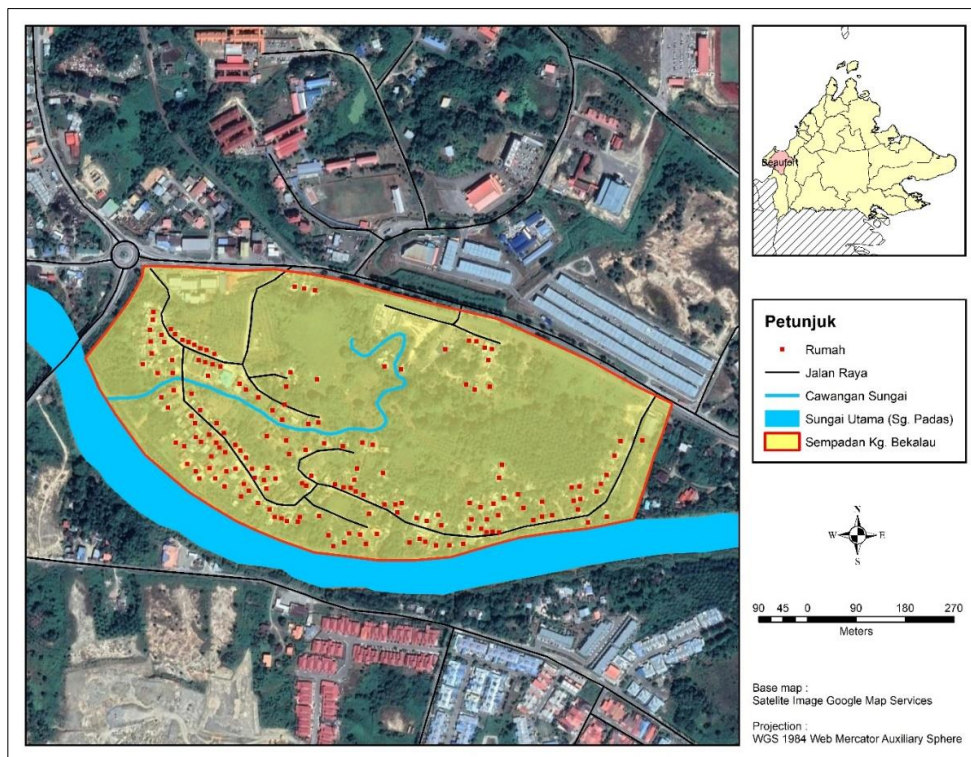 Beaufort
Petunjuk
Rumah
Jalan Raya
Cawangan Sungai
Sungai Utama (Sg. Padas)
Sempadan Kg. Bekalau
N
W E
S
90 45 0 90 180 270
Meters
Base map :
Satelite Image Google Map Services
Projection :
WGS 1984 Web Mercator Auxiliary Sphere